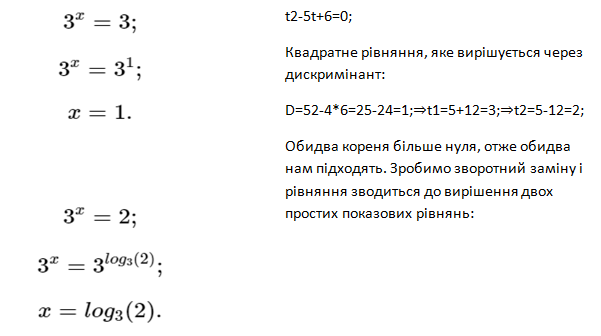 3^x = 3;
3^x = 3^1;
x = 1.
3^x = 2;
3^x = 3^{log_3(2)};
x = log_3(2).
t2-5t+6=0;
Квадратне рівняння, яке вирішується через
дискримінант:
D=52-4*6=25-24=1;⇒t1=5+12=3;⇒t2=5-12=2;
Обидва кореня більше нуля, отже обидва
нам підходять. Зробимо зворотний заміну і
рівняння зводиться до вирішення двох
простих показових рівнянь: